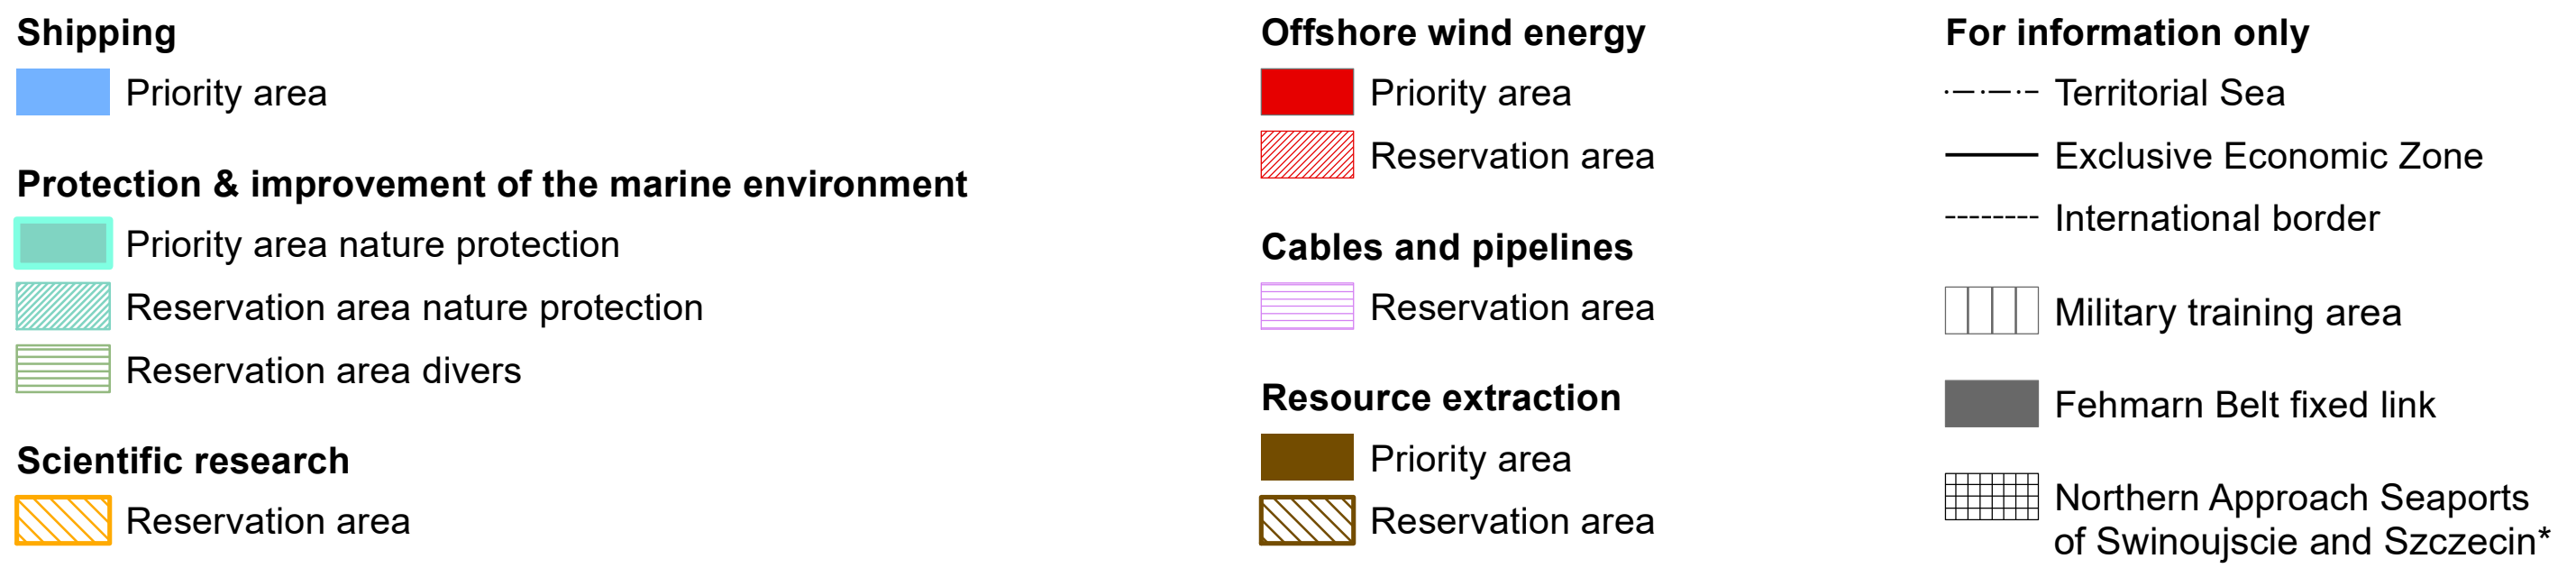 Shipping
Priority area
Protection & improvement of the marine environment
Priority area nature protection
Reservation area nature protection
Reservation area divers
Scientific research
Reservation area
Offshore wind energy
Priority area
Reservation area
Cables and pipelines
Reservation area
Resource extraction
Priority area
Reservation area
For information only
Territorial Sea
Exclusive Economic Zone
International border
Military training area
Fehmarn Belt fixed link
Northern Approach Seaports
of Swinoujscie and Szczecin*